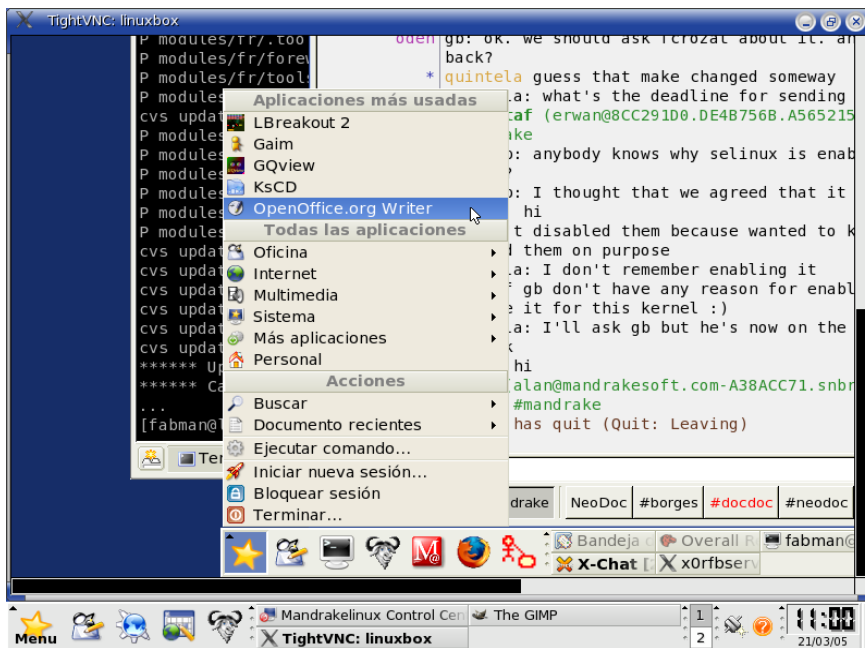 TightVNC: linuxbox
P modules/fr/.too
P modules/fr/forew
P modules/fr/tools
P modules
cvs updat
P modules
P modules
P modules
P modules
P modules
P modules
cvs updat
cvs updat
cvs updat
cvs updat
cvs updat
cvs updat
****** Up
****** Ca
...
[fabman@l
oden gb: ok. we should ask fcrozat about it. an
back?
* quintela guess that make changed someway
la: what's the deadline for sending
taf (erwan@8CC291D0.DE4B756B.A565215
ake
o: anybody knows why selinux is enab
?
o: I thought that we agreed that it
hi
t disabled them because wanted to k
d them on purpose
la: I don't remember enabling it
f gb don't have any reason for enabl
e it for this kernel :)
la: I'll ask gb but he's now on the
k
hi
alan@mandrakesoft.com-A38ACC71.snbr
#mandrake
has quit (Quit: Leaving)
Aplicaciones más usadas
LBreakout 2
Gaim
GQview
KsCD
OpenOffice.org Writer
Todas las aplicaciones
Oficina
Internet
Multimedia
Sistema
Más aplicaciones
Personal
Acciones
Buscar
Documento recientes
Ejecutar comando...
Iniciar nueva sesión...
Bloquear sesión
Terminar...
Ter
drake
NeoDoc
#borges
#docdoc
#neodoc
Bandeja d
Overall R
fabman@
X-Chat [
x0rfbserv
Menu
Mandrakelinux Control Cen
The GIMP
TightVNC: linuxbox
1
2
11:00
21/03/05